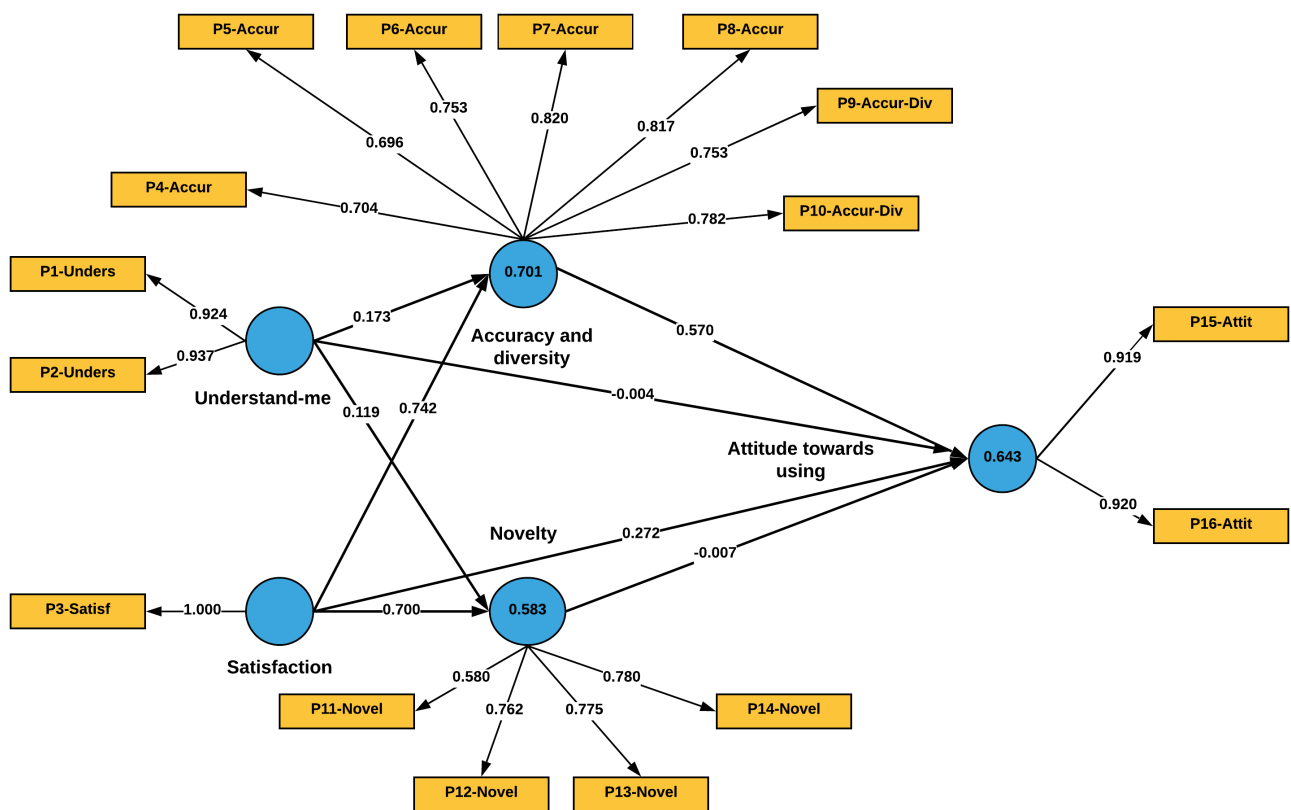 P5-Accur
P6-Accur
P7-Accur
P8-Accur
P9-Accur-Div
0.753
0.820
0.817
0.696
0.753
P4-Accur
0.704
0.782
P10-Accur-Div
P1-Unders
0.701
0.924
0.173
Accuracy and
diversity
0.570
P15-Attit
0.937
P2-Unders
0.919
Understand-me
0.119
0.742
-0.004
Attitude towards
using
0.643
0.920
P16-Attit
Novelty
0.272
-0.007
P3-Satisf
1.000
0.700
0.583
Satisfaction
0.580
0.780
P11-Novel
0.762
0.775
P14-Novel
P12-Novel
P13-Novel